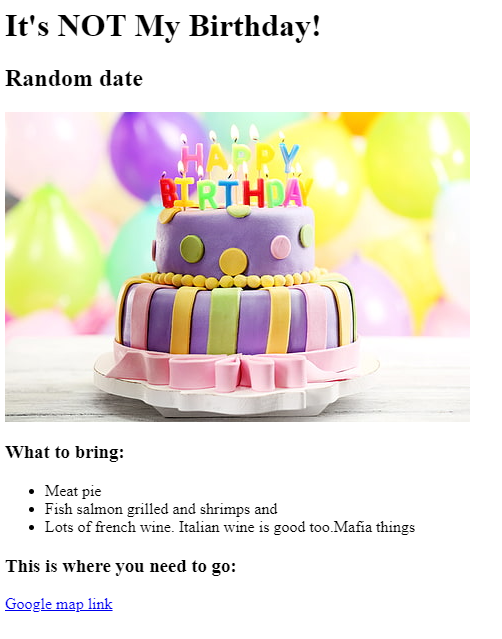 It's NOT My Birthday!
Random date
HAPPY
BIRTHDAY
What to bring:
Meat pie
Fish salmon grilled and shrimps and
Lots of french wine. Italian wine is good too.Mafia things
This is where you need to go:
Google map link